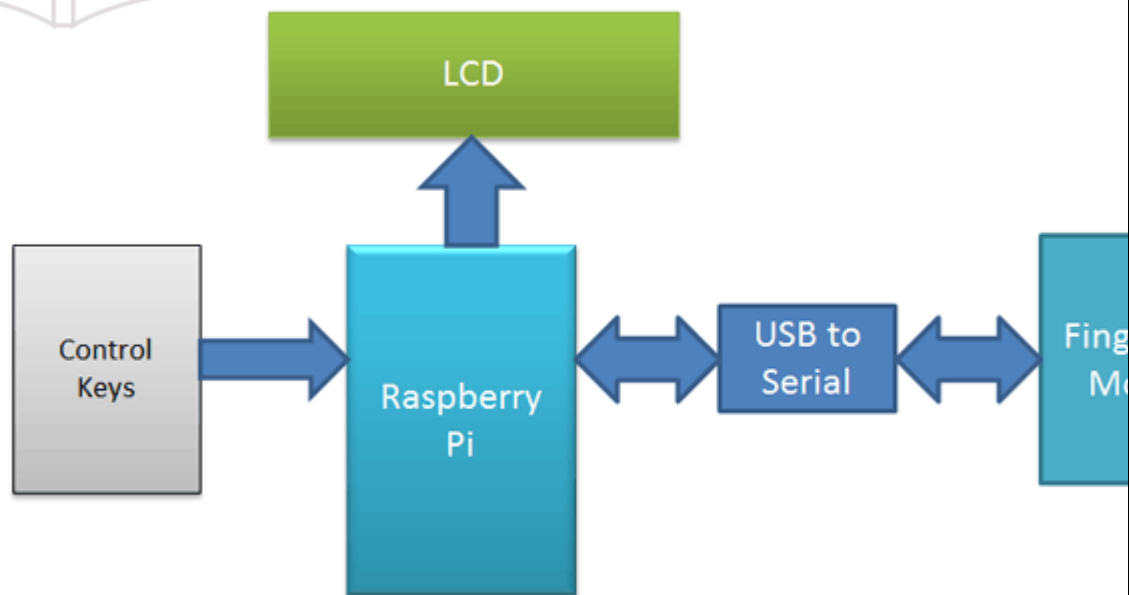 LCD
Control
Keys
Raspberry
Pi
USB to
Serial